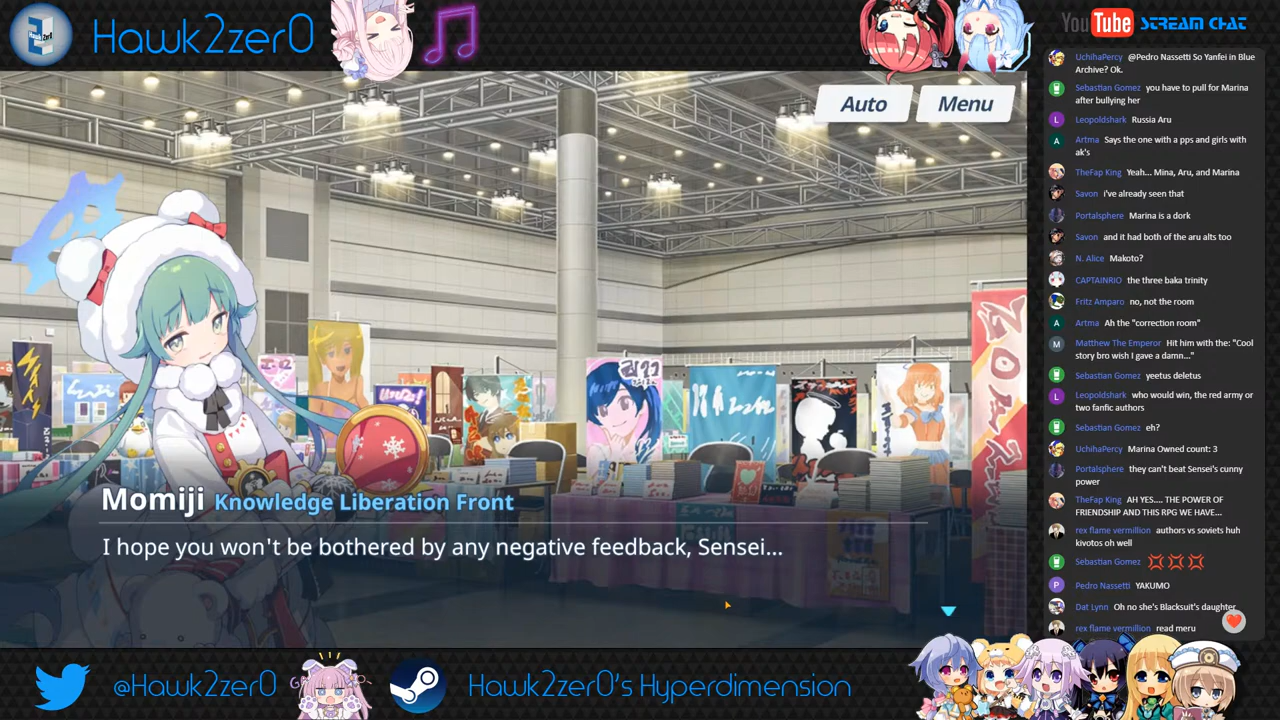 Hawk2zer0
YouTube STREAM CHAT
Auto
Menu
Momiji Knowledge Liberation Front
I hope you won't be bothered by any negative feedback, Sensei...
UchihaPercy @Pedro Nassetti So Yanfei in Blue
Archive? Ok.
Sebastian Gomez you have to pull for Marina
after bullying her
Leopoldshark Russia Aru
Artma Says the one with a pps and girls with
ak's
TheFap King Yeah... Mina, Aru, and Marina
Savon i've already seen that
Portalsphere Marina is a dork
Savon and it had both of the aru alts too
N. Alice Makoto?
CAPTAINRIO the three baka trinity
Fritz Amparo no, not the room
Artma Ah the "correction room"
Matthew The Emperor Hit him with the: "Cool
story bro wish I gave a damn..."
Sebastian Gomez yeetus deletus
Leopoldshark who would win, the red army or
two fanfic authors
Sebastian Gomez eh?
UchihaPercy Marina Owned count: 3
Portalsphere they can't beat Sensei's cunny
power
TheFap King AH YES.... THE POWER OF
FRIENDSHIP AND THIS RPG WE HAVE...
rex flame vermillion authors vs soviets huh
kivotos oh well
Sebastian Gomez
Pedro Nassetti YAKUMO
Dat Lynn Oh no she's Blacksuit's daughter
rex flame vermillion read meru
@Hawk2zer0
Hawk2zer0's Hyperdimension